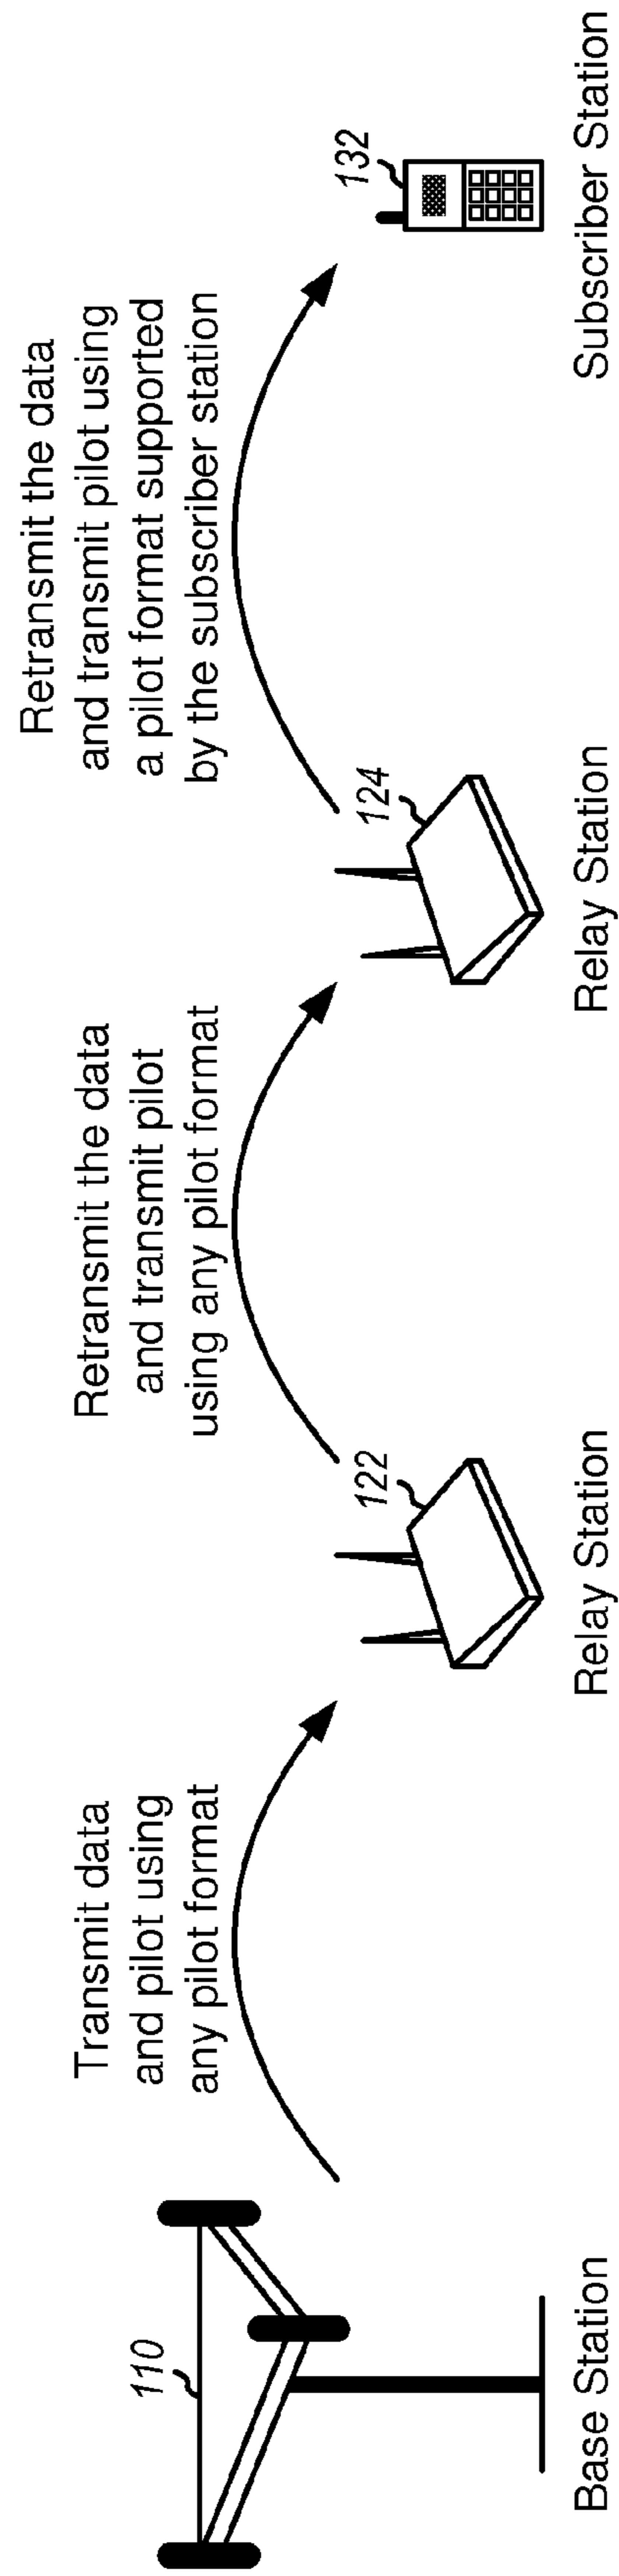 110
Base Station
Transmit data
and pilot using
any pilot format
122
Relay Station
Retransmit the data
and transmit pilot
using any pilot format
124
Relay Station
Retransmit the data
and transmit pilot using
a pilot format supported
by the subscriber station
132
Subscriber Station